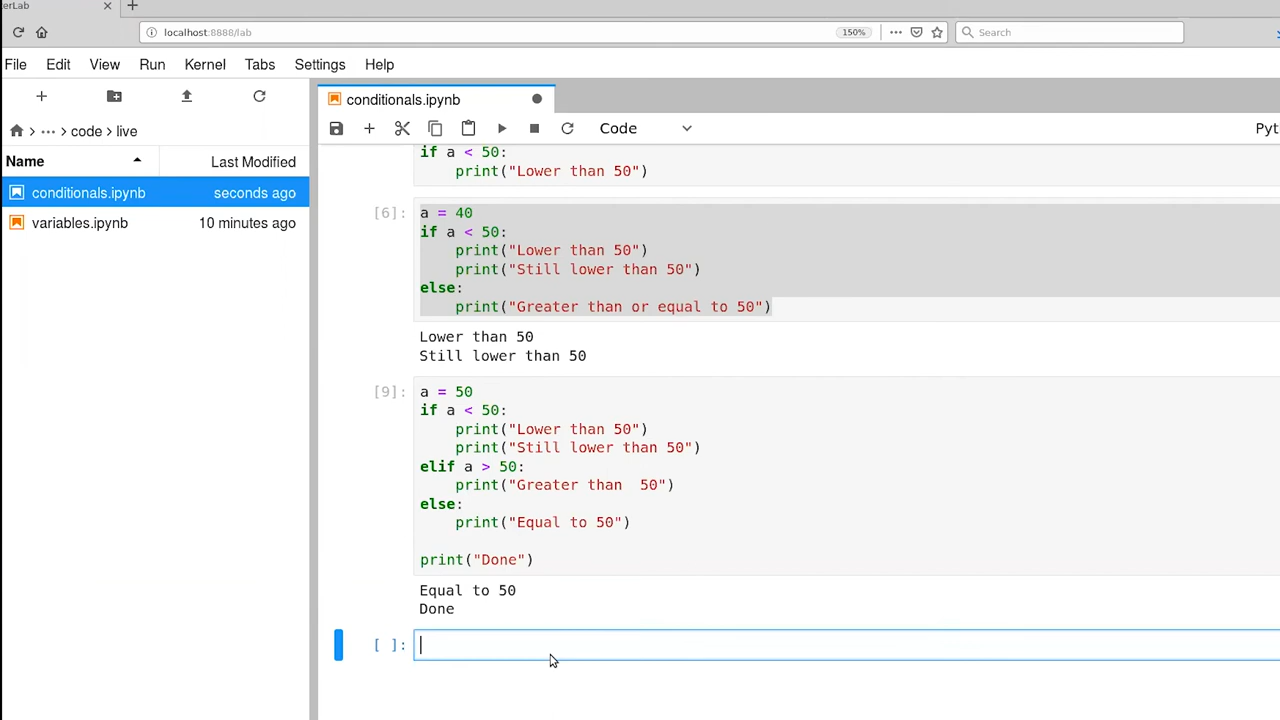 erLab
localhost:8888/lab
150%
Search
File Edit View Run Kernel Tabs Settings Help
conditionals.ipynb
code live
Code
Pyt
Name Last Modified
conditionals.ipynb seconds ago
variables.ipynb 10 minutes ago
if a < 50:
    print("Lower than 50")
[6]: a = 40
if a < 50:
    print("Lower than 50")
    print("Still lower than 50")
else:
    print("Greater than or equal to 50")
Lower than 50
Still lower than 50
[9]: a = 50
if a < 50:
    print("Lower than 50")
    print("Still lower than 50")
elif a > 50:
    print("Greater than  50")
else:
    print("Equal to 50")
print("Done")
Equal to 50
Done
[ ]: